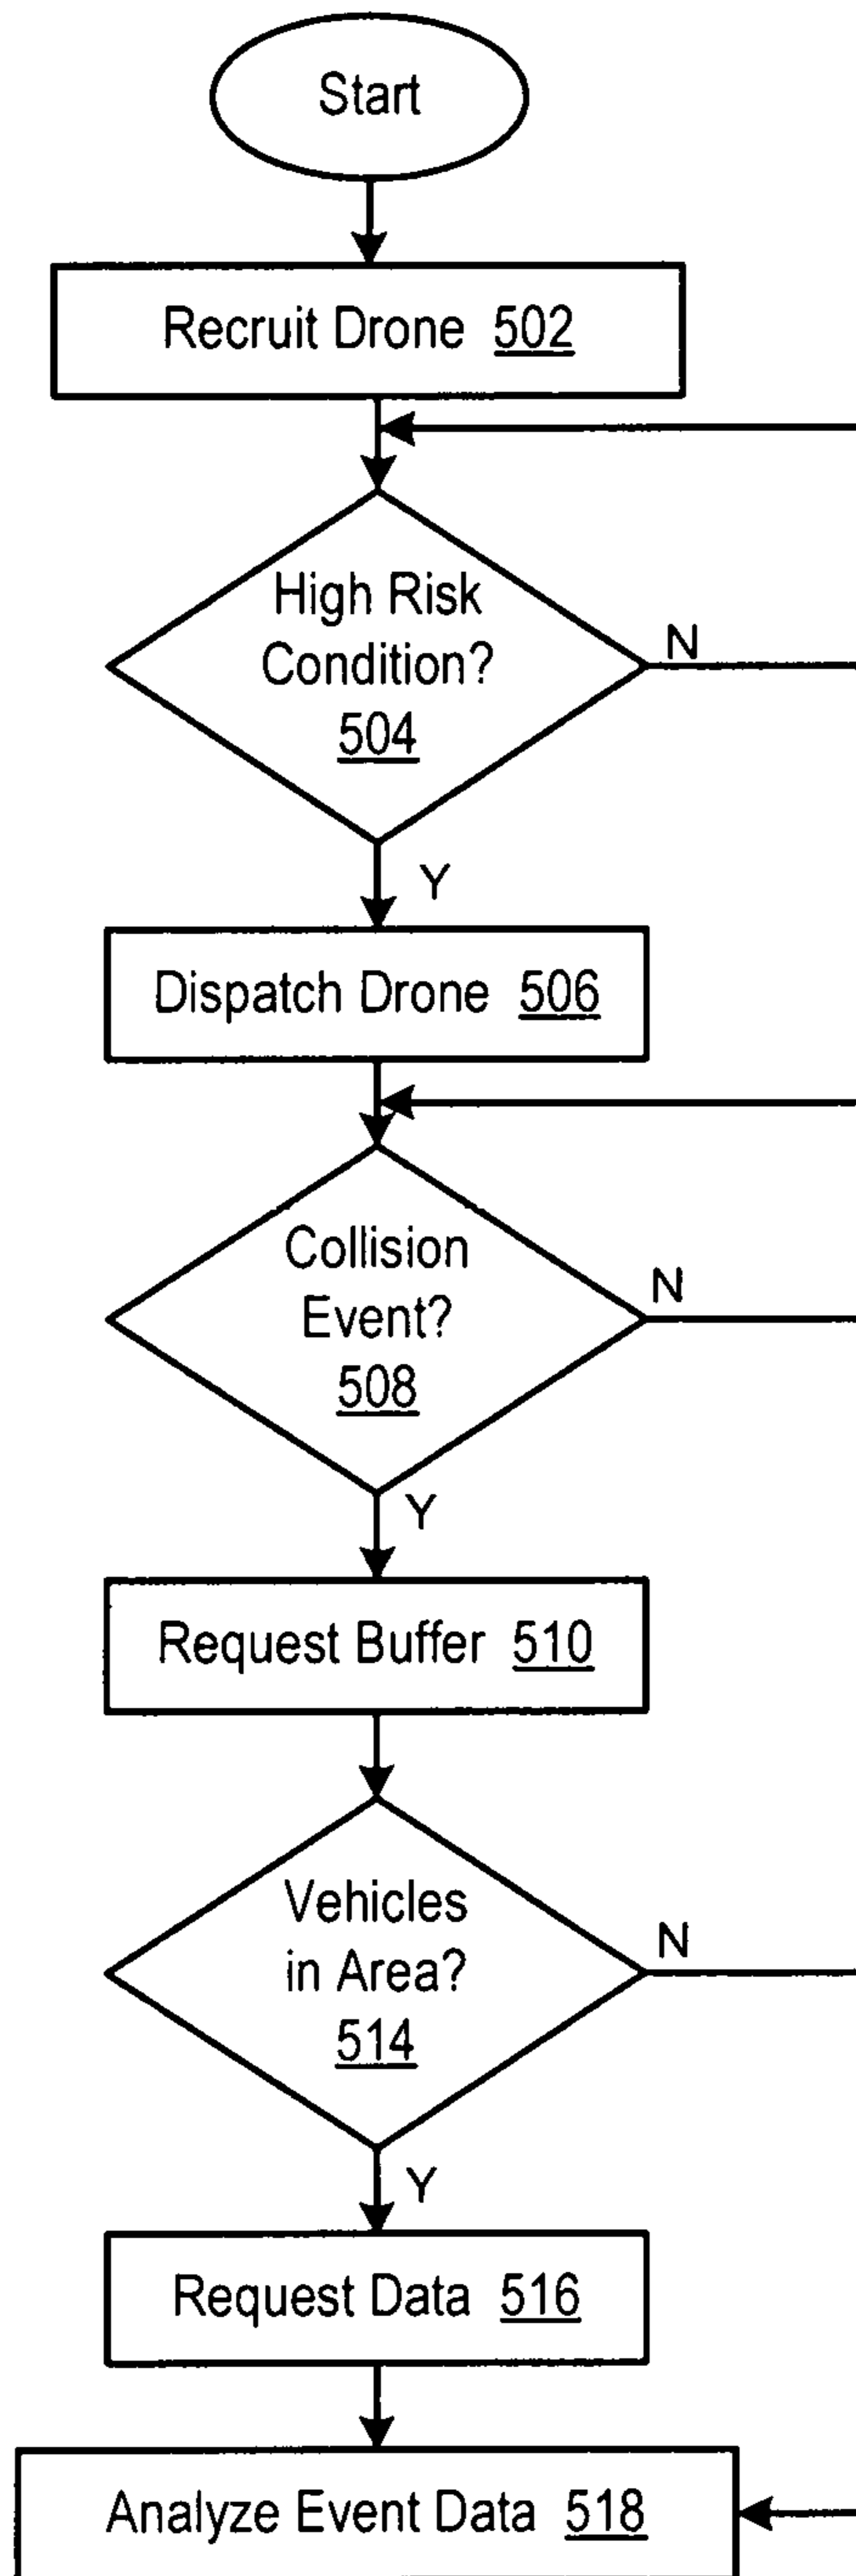 Start
Recruit Drone 502
High Risk
Condition?
504
N
Y
Dispatch Drone 506
Collision
Event?
508
N
Y
Request Buffer 510
Vehicles
in Area?
514
N
Y
Request Data 516
Analyze Event Data 518